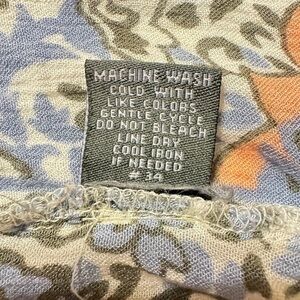 MACHINE WASH
COLD WITH
LIKE COLORS
GENTLE CYCLE
DO NOT BLEACH
LINE DRY
COOL IRON
IF NEEDED
# 34